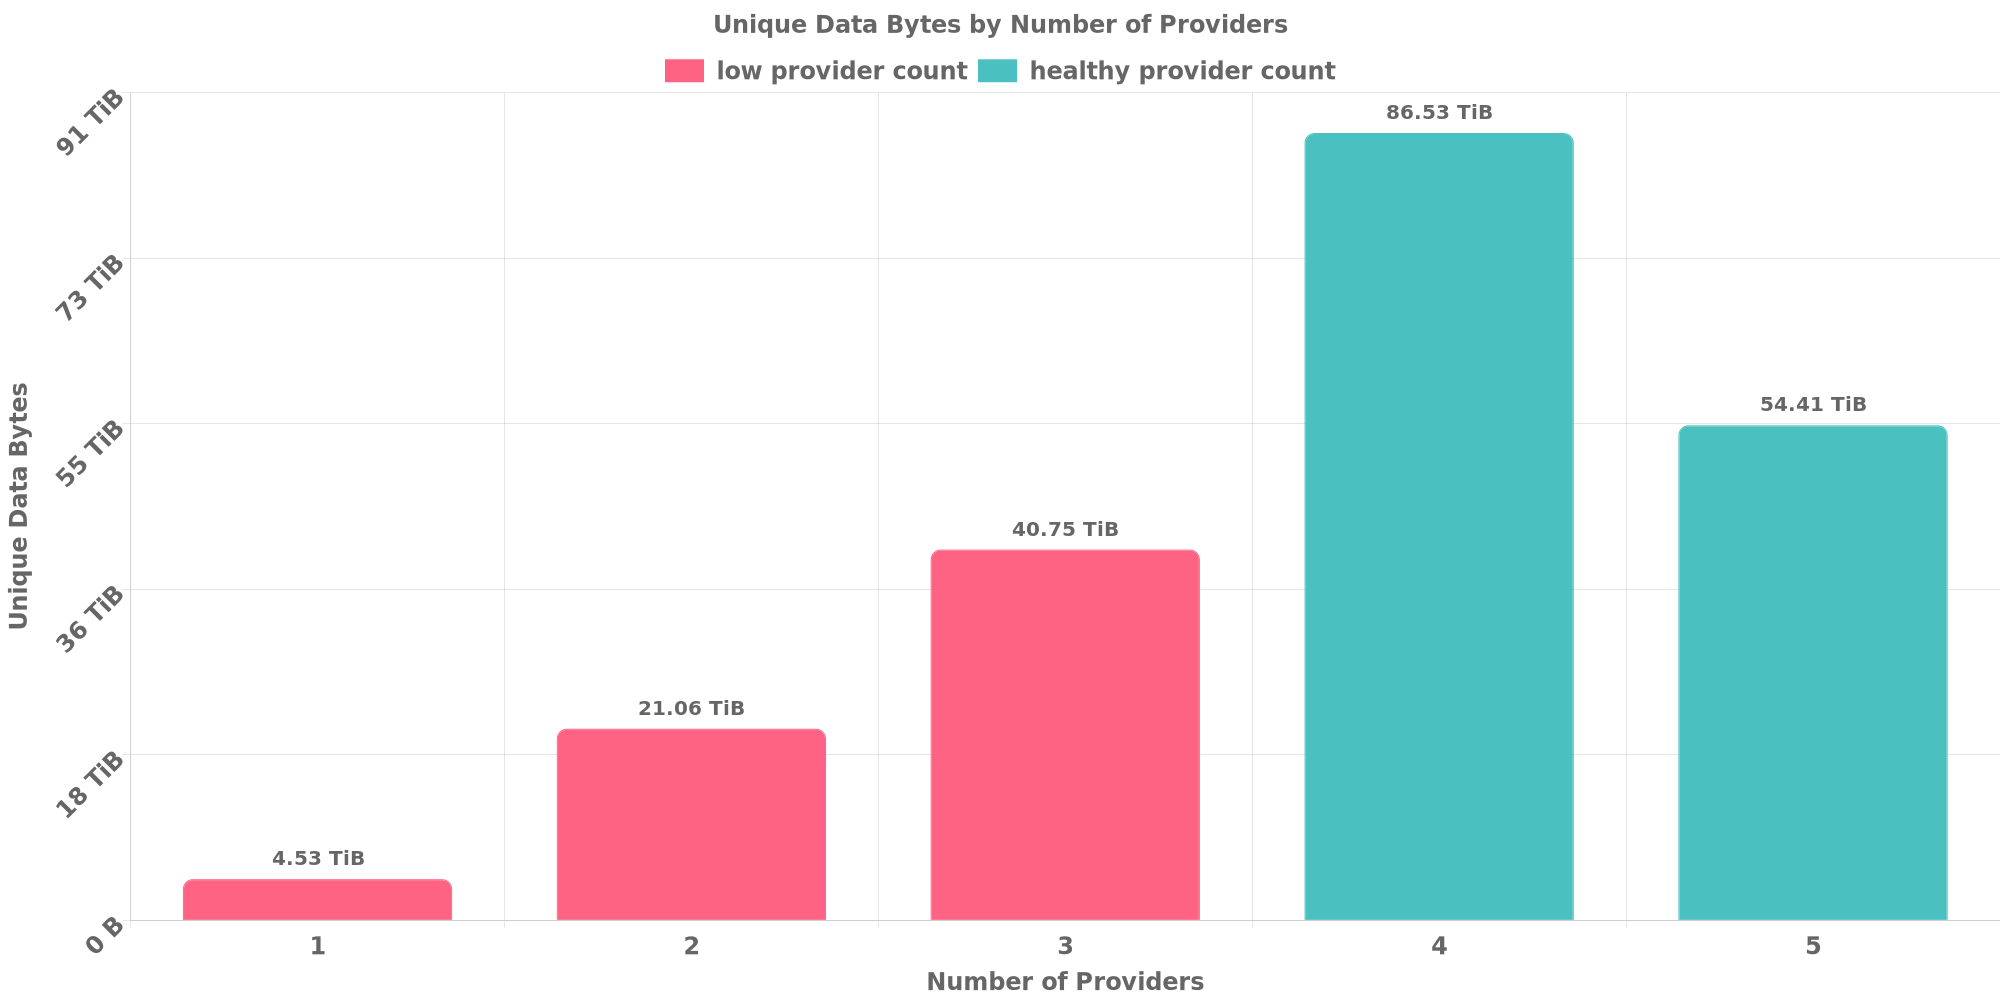 Unique Data Bytes by Number of Providers
low provider count healthy provider count
91 TiB
73 TiB
55 TiB
36 TiB
18 TiB
0 B
Unique Data Bytes
4.53 TiB
21.06 TiB
40.75 TiB
86.53 TiB
54.41 TiB
1 2 3 4 5
Number of Providers